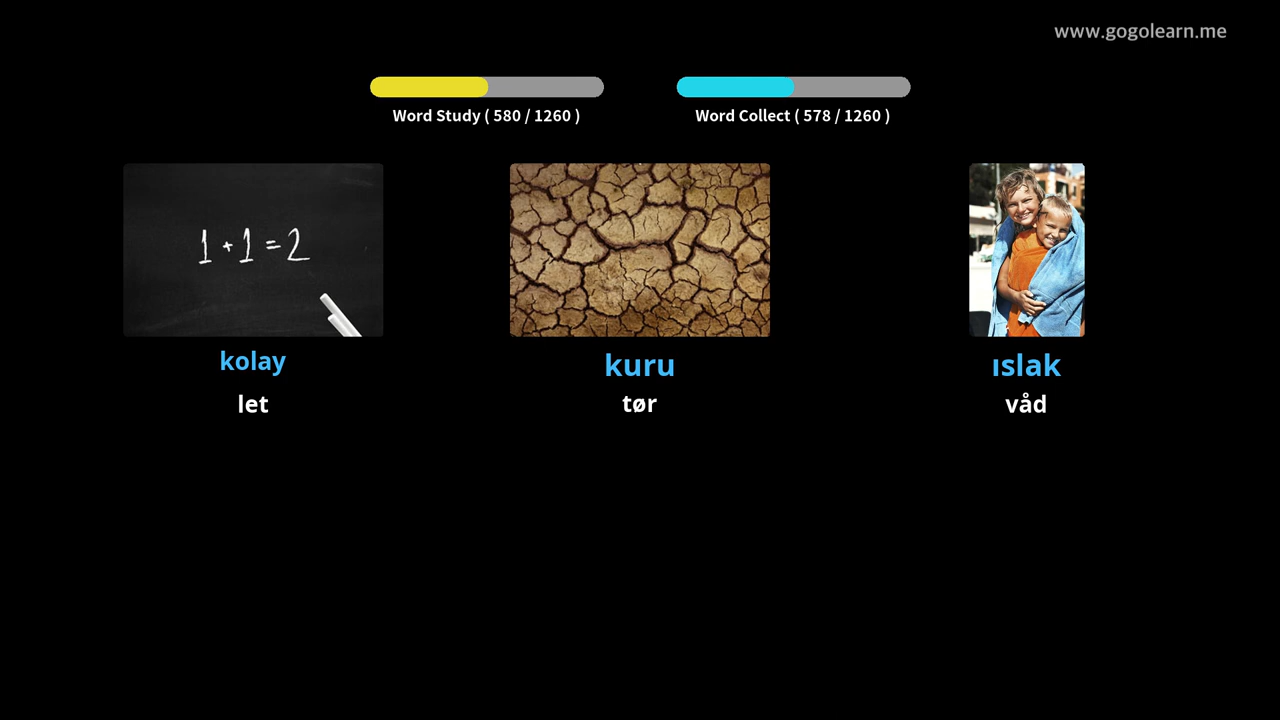 www.gogolearn.me
Word Study ( 580 / 1260 )
Word Collect ( 578 / 1260 )
1 + 1 = 2
kolay
kuru
ıslak
let
tør
våd